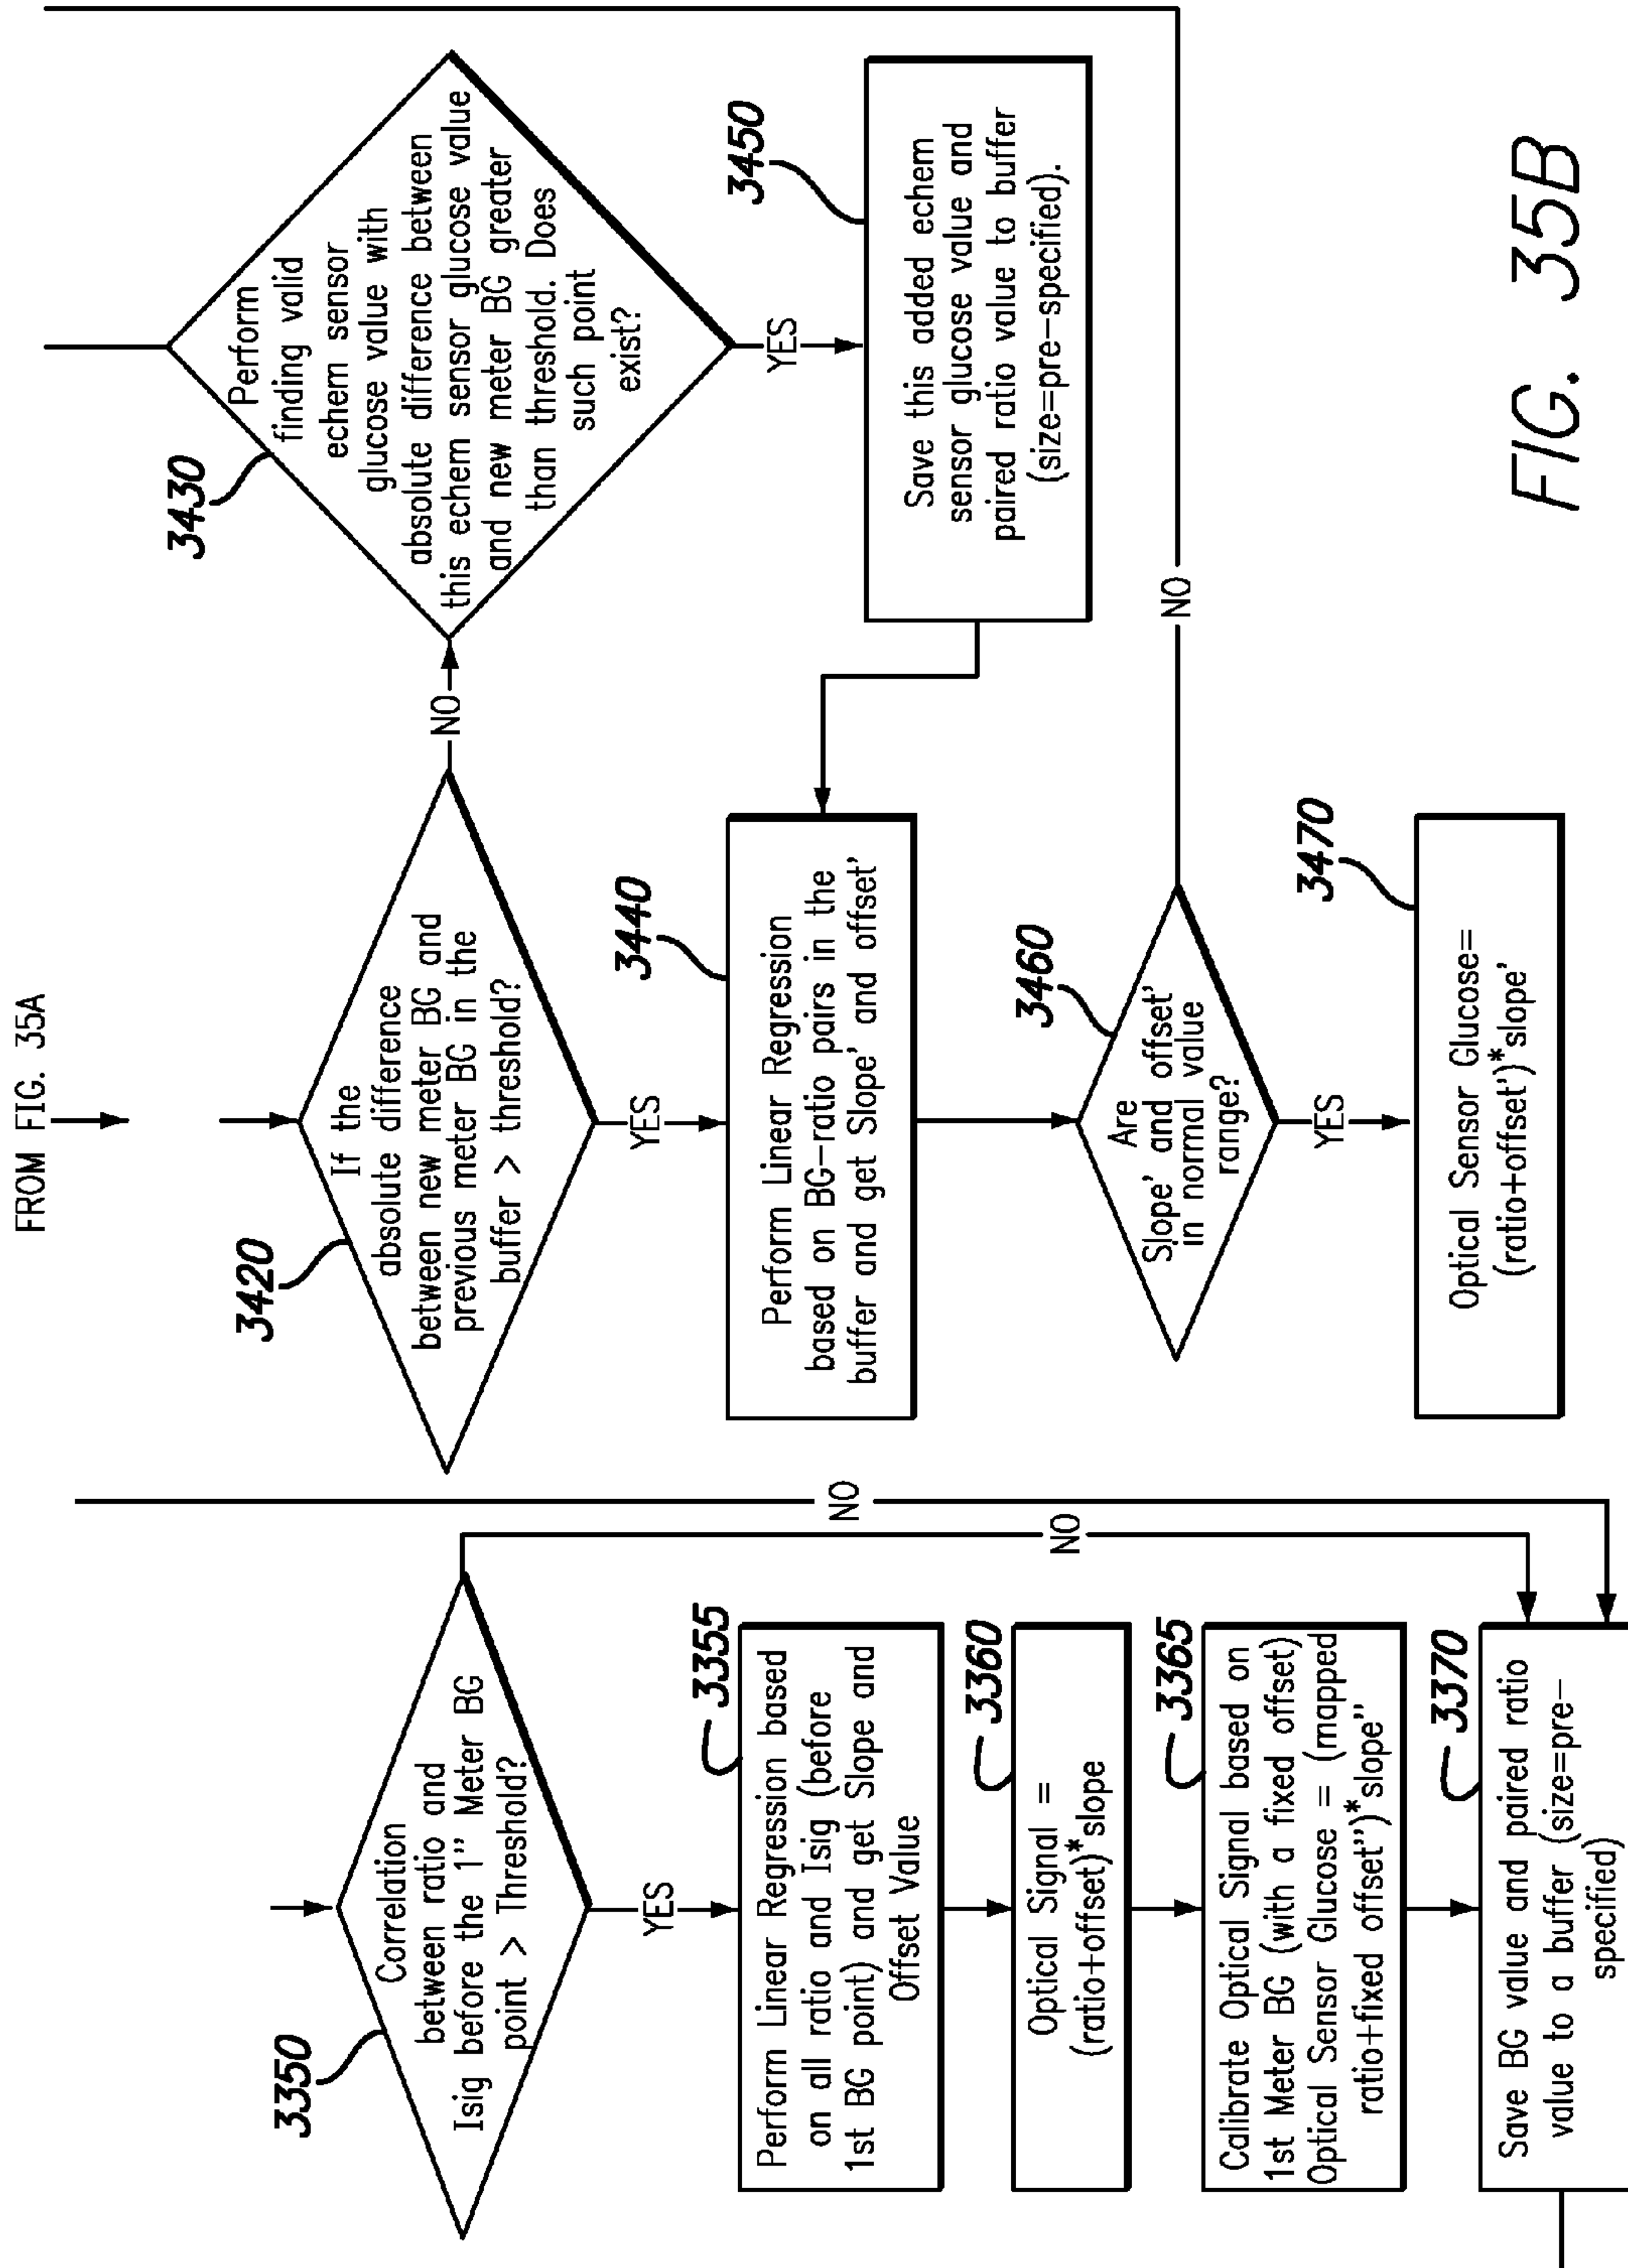 FROM FIG. 35A
3350
Correlation
between ratio and
Isig before the 1" Meter BG
point > Threshold?
NO
NO
YES
3355
Perform Linear Regression based
on all ratio and Isig (before
1st BG point) and get Slope and
Offset Value
3360
Optical Signal =
(ratio+offset)*slope
3365
Calibrate Optical Signal based on
1st Meter BG (with a fixed offset)
Optical Sensor Glucose = (mapped
ratio+fixed offset")*slope"
3370
Save BG value and paired ratio
value to a buffer (size=pre-
specified)
3420
If the
absolute difference
between new meter BG and
previous meter BG in the
buffer > threshold?
NO
YES
3430
Perform
finding valid
echem sensor
glucose value with
absolute difference between
this echem sensor glucose value
and new meter BG greater
than threshold. Does
such point
exist?
YES
3440
Perform Linear Regression
based on BG-ratio pairs in the
buffer and get Slope' and offset'
3450
Save this added echem
sensor glucose value and
paired ratio value to buffer
(size=pre-specified).
3460
Are
Slope' and offset'
in normal value
range?
NO
YES
3470
Optical Sensor Glucose=
(ratio+offset')*slope'
FIG. 35B